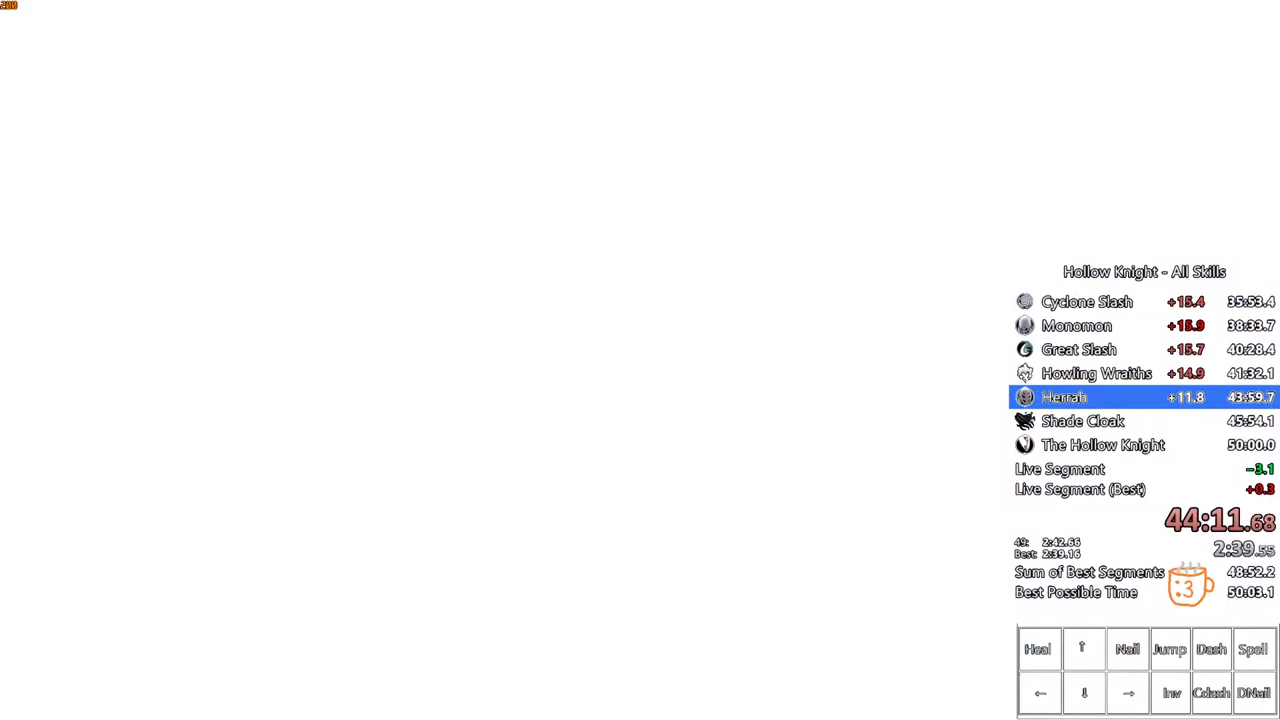 200
Hollow Knight - All Skills
Cyclone Slash +15.4 35:53.4
Monomon +15.9 38:33.7
Great Slash +15.7 40:28.4
Howling Wraiths +14.9 41:32.1
Herrah +11.8 43:59.7
Shade Cloak 45:54.1
The Hollow Knight 50:00.0
Live Segment −3.1
Live Segment (Best) +0.3
44:11.68
49: 2:42.66
Best: 2:39.16
2:39.55
Sum of Best Segments 48:52.2
Best Possible Time 50:03.1
:3
Heal ↑ Nail Jump Dash Spell
← ↓ → Inv Cdash DNail